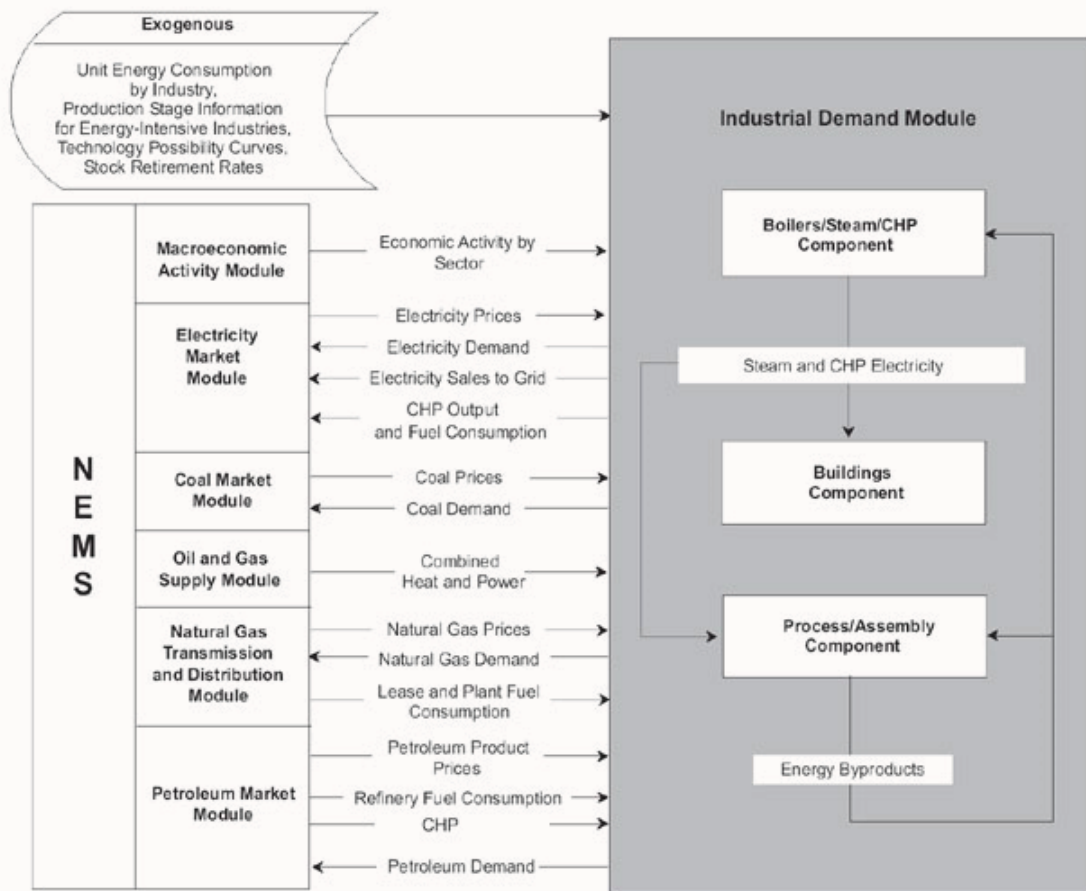 Exogenous
Unit Energy Consumption
by Industry,
Production Stage Information
for Energy-Intensive Industries,
Technology Possibility Curves,
Stock Retirement Rates
N
E
M
S
Macroeconomic
Activity Module
Electricity
Market
Module
Coal Market
Module
Oil and Gas
Supply Module
Natural Gas
Transmission
and Distribution
Module
Petroleum Market
Module
Economic Activity by
Sector
Electricity Prices
Electricity Demand
Electricity Sales to Grid
CHP Output
and Fuel Consumption
Coal Prices
Coal Demand
Combined
Heat and Power
Natural Gas Prices
Natural Gas Demand
Lease and Plant Fuel
Consumption
Petroleum Product
Prices
Refinery Fuel Consumption
CHP
Petroleum Demand
Industrial Demand Module
Boilers/Steam/CHP
Component
Steam and CHP Electricity
Buildings
Component
Process/Assembly
Component
Energy Byproducts